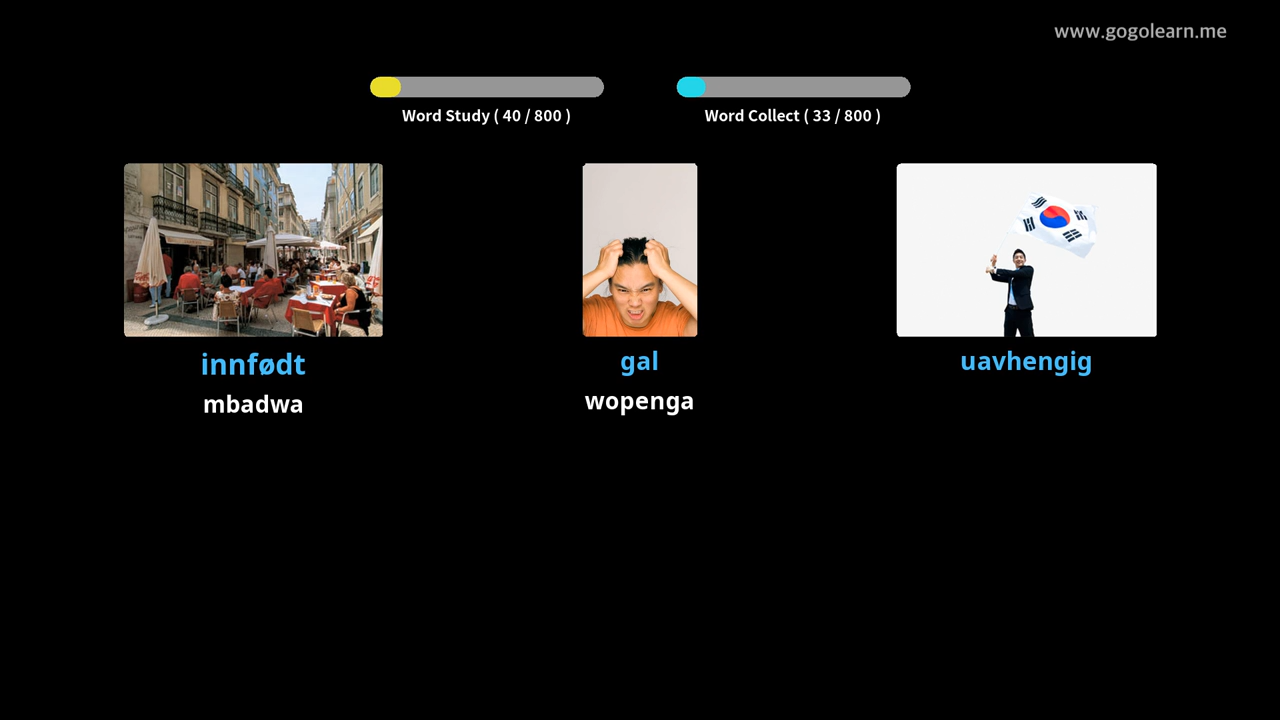 www.gogolearn.me
Word Study ( 40 / 800 )
Word Collect ( 33 / 800 )
innfødt
mbadwa
gal
wopenga
uavhengig